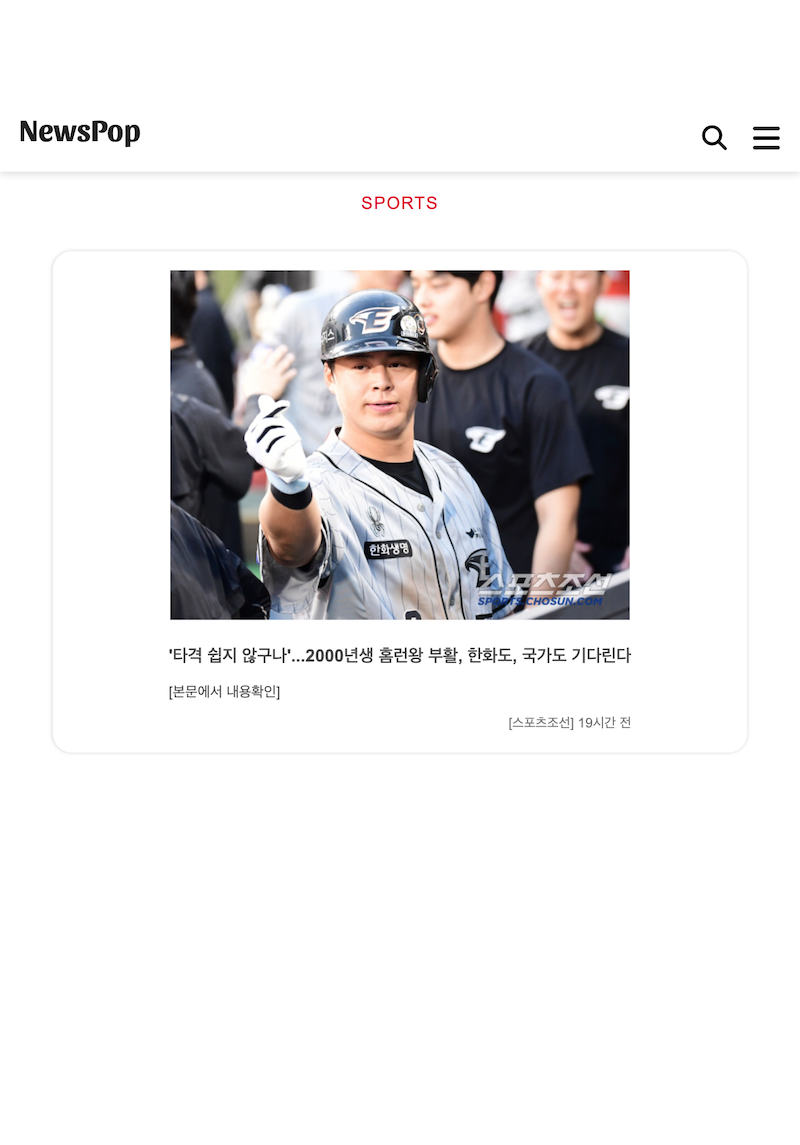 NewsPop
SPORTS
한화생명
스포츠조선
SPORTS.CHOSUN.COM
'타격 쉽지 않구나'...2000년생 홈런왕 부활, 한화도, 국가도 기다린다
[본문에서 내용확인]
[스포츠조선] 19시간 전